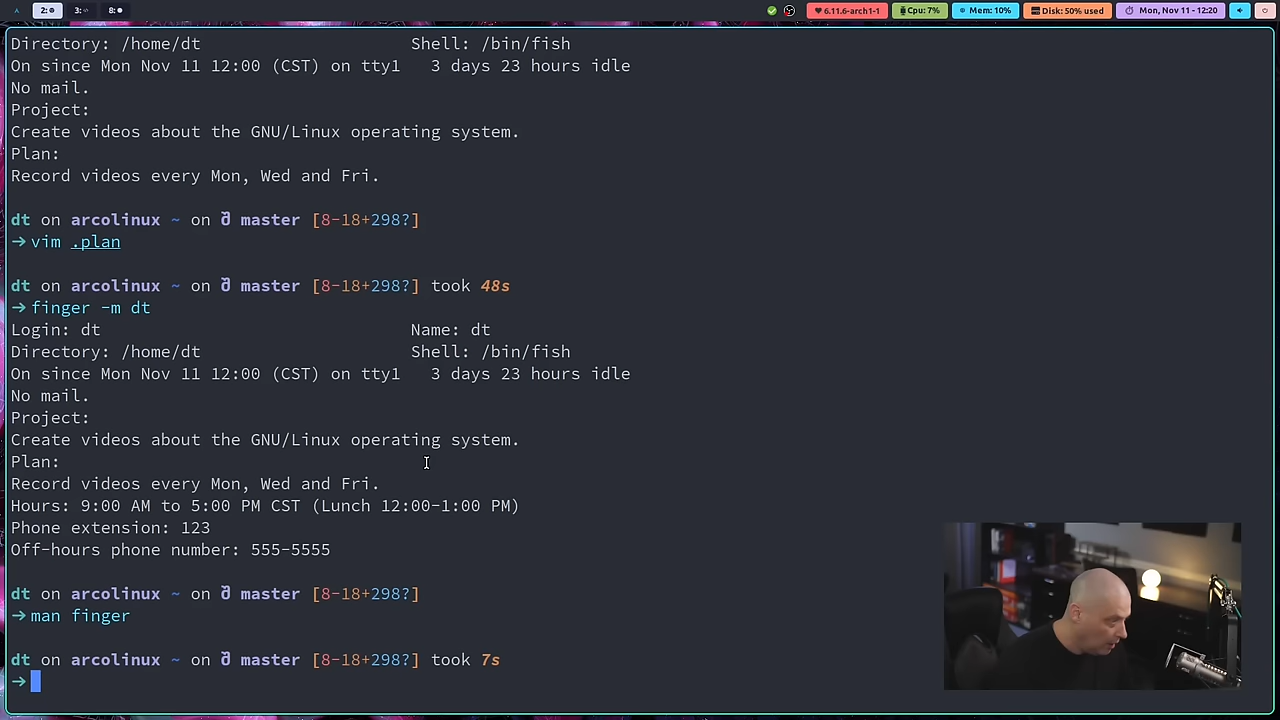 2: 3: 8: 6.11.6-arch1-1 Cpu: 7% Mem: 10% Disk: 50% used Mon, Nov 11 - 12:20
Directory: /home/dt Shell: /bin/fish
On since Mon Nov 11 12:00 (CST) on tty1 3 days 23 hours idle
No mail.
Project:
Create videos about the GNU/Linux operating system.
Plan:
Record videos every Mon, Wed and Fri.
dt on arcolinux ~ on master [8-18+298?]
→ vim .plan
dt on arcolinux ~ on master [8-18+298?] took 48s
→ finger -m dt
Login: dt Name: dt
Directory: /home/dt Shell: /bin/fish
On since Mon Nov 11 12:00 (CST) on tty1 3 days 23 hours idle
No mail.
Project:
Create videos about the GNU/Linux operating system.
Plan:
Record videos every Mon, Wed and Fri.
Hours: 9:00 AM to 5:00 PM CST (Lunch 12:00-1:00 PM)
Phone extension: 123
Off-hours phone number: 555-5555
dt on arcolinux ~ on master [8-18+298?]
→ man finger
dt on arcolinux ~ on master [8-18+298?] took 7s
→